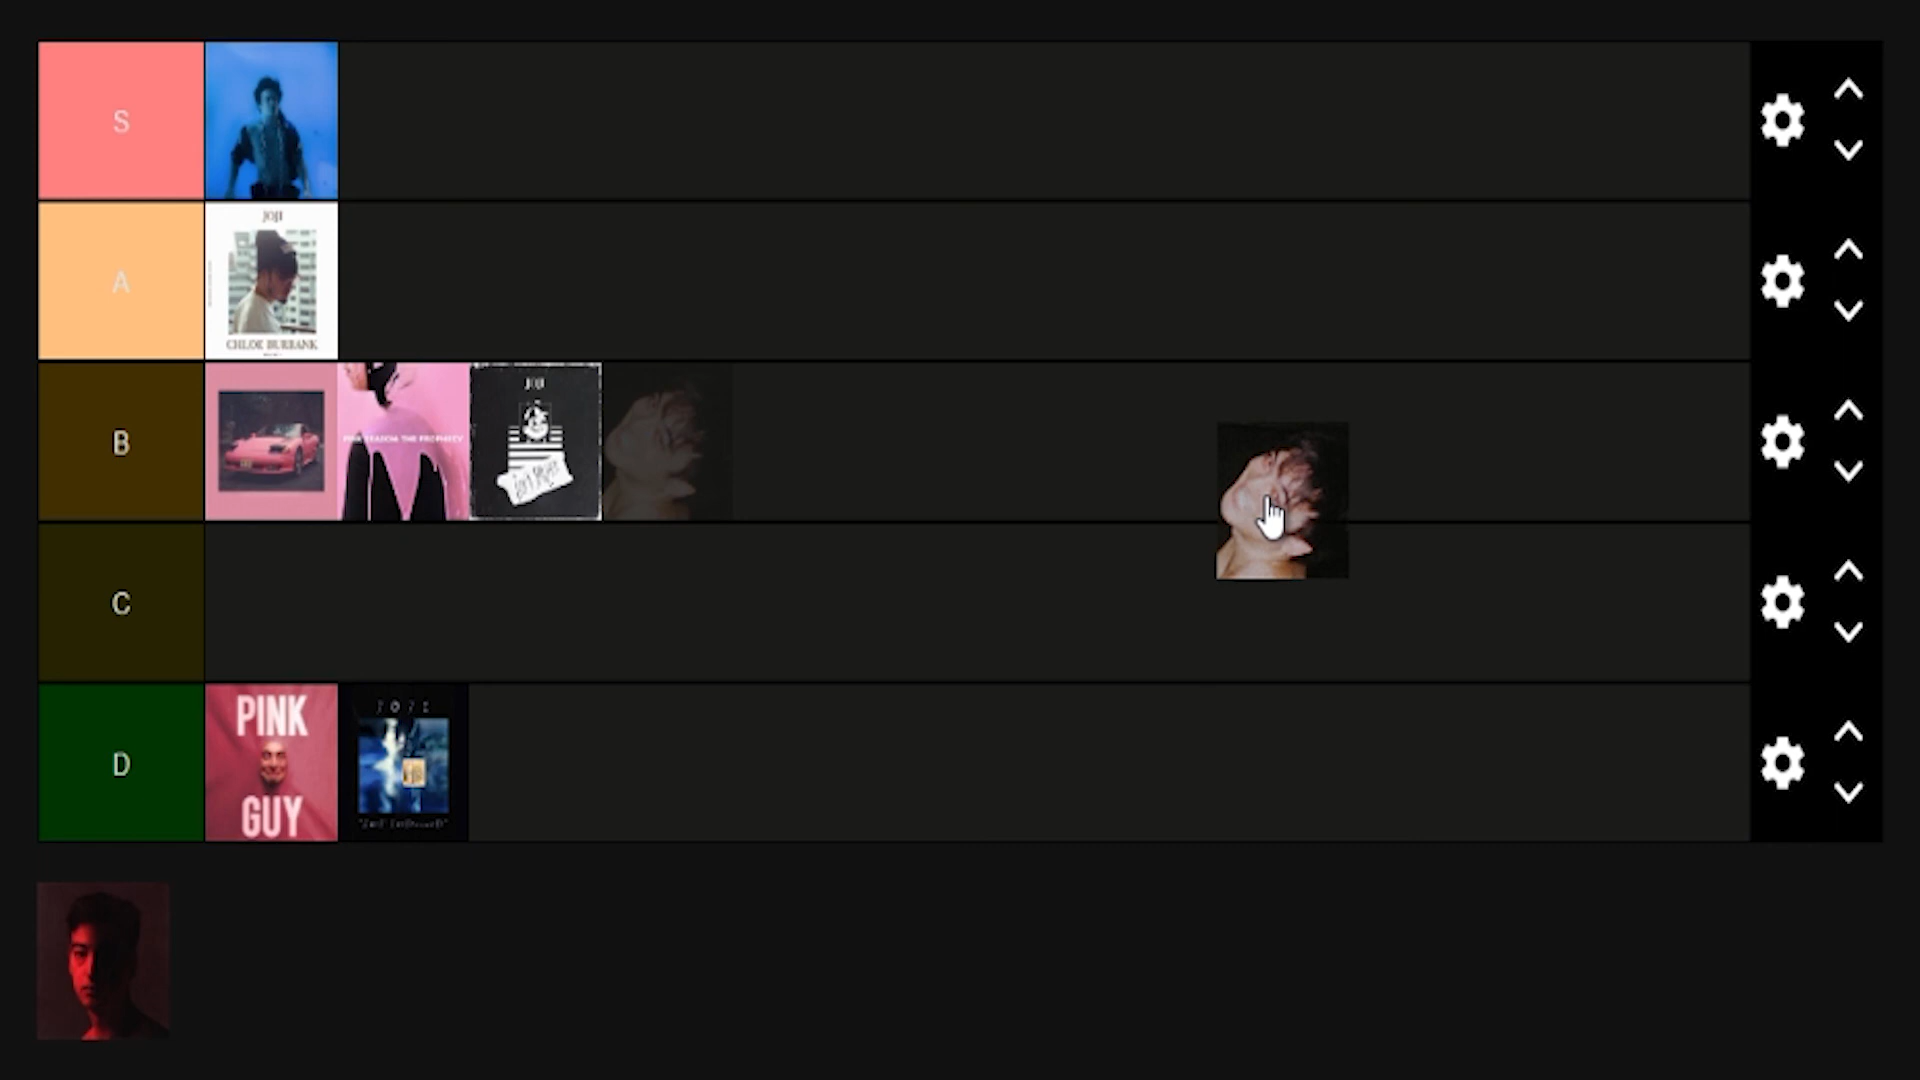 S
A
JOJI
CHLOE BURBANK
B
PINK SEASON THE PROPHECY
JOJI
C
D
PINK
GUY
JOJI